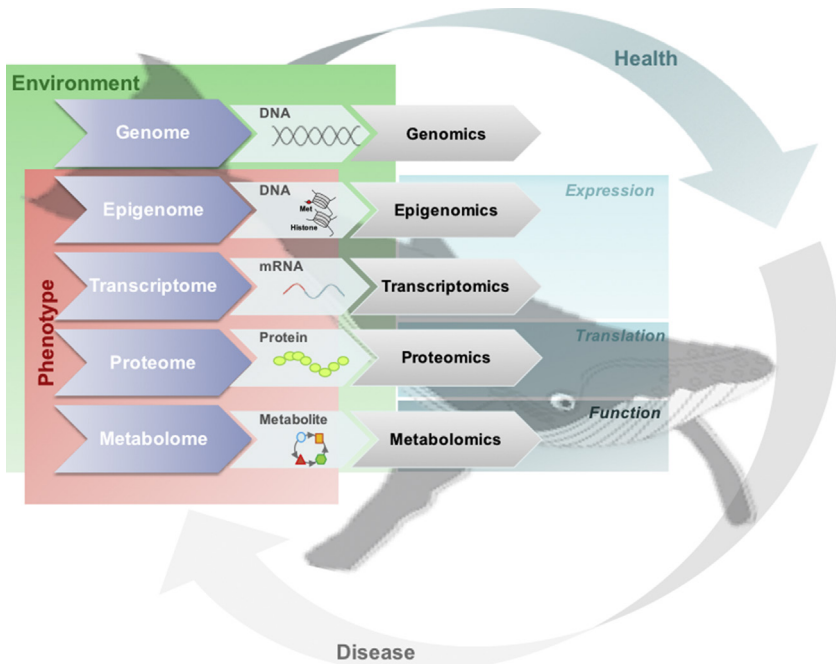 Health
Environment
Genome
DNA
Genomics
Epigenome
DNA
Met
Histone
Epigenomics
Expression
Transcriptome
mRNA
Transcriptomics
Phenotype
Proteome
Protein
Proteomics
Translation
Metabolome
Metabolite
Metabolomics
Function
Disease